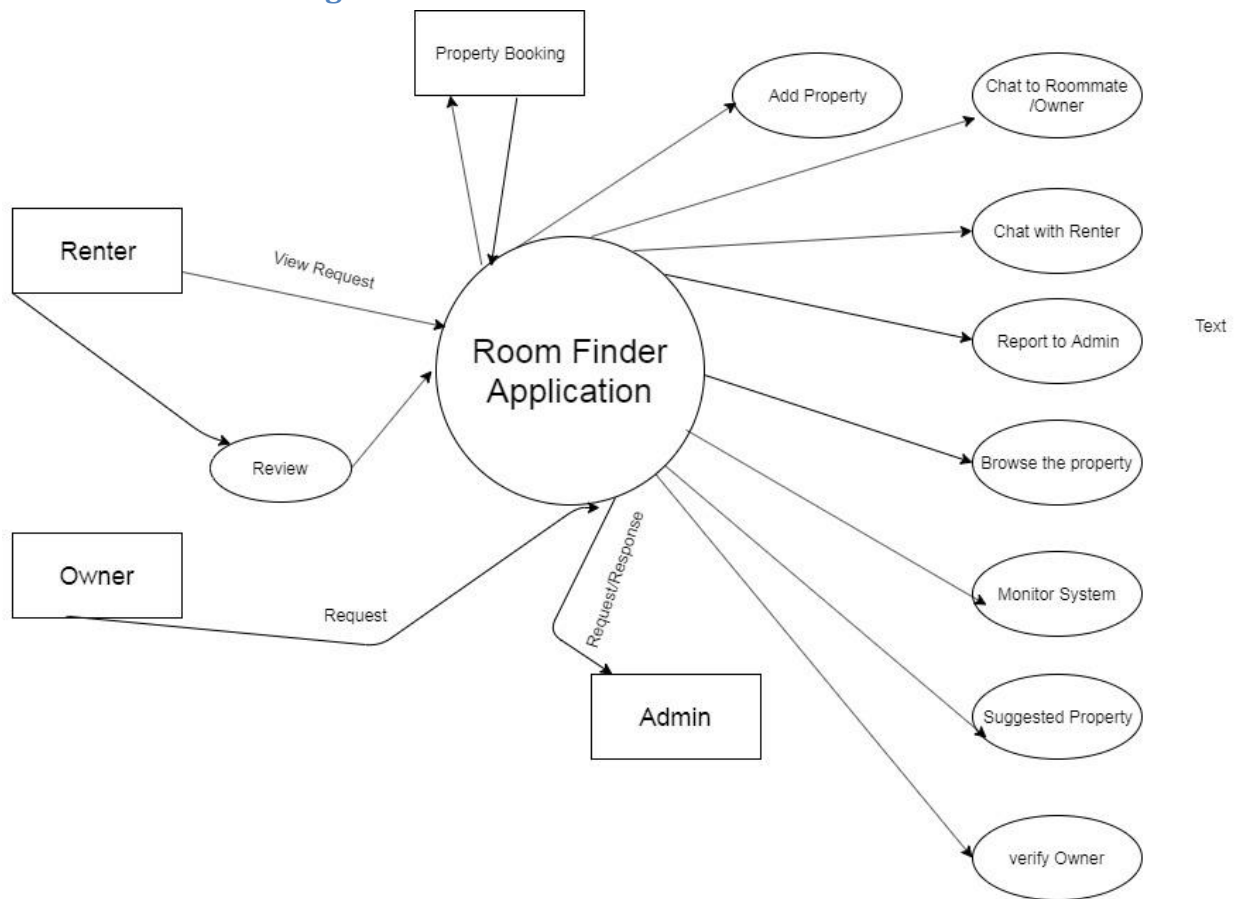 Property Booking
Add Property
Chat to Roommate
/Owner
Renter
View Request
Chat with Renter
Room Finder
Application
Report to Admin
Text
Review
Browse the property
Owner
Request
Request/Response
Monitor System
Admin
Suggested Property
verify Owner